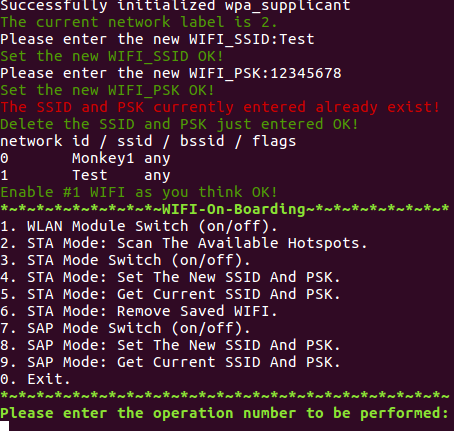 Successfully initialized wpa_supplicant
The current network label is 2.
Please enter the new WIFI_SSID:Test
Set the new WIFI_SSID OK!
Please enter the new WIFI_PSK:12345678
Set the new WIFI_PSK OK!
The SSID and PSK currently entered already exist!
Delete the SSID and PSK just entered OK!
network id / ssid / bssid / flags
0       Monkey1 any
1       Test    any
Enable #1 WIFI as you think OK!
*~*~*~*~*~*~*~*~*~WIFI-On-Boarding~*~*~*~*~*~*~*~*
1. WLAN Module Switch (on/off).
2. STA Mode: Scan The Available Hotspots.
3. STA Mode Switch (on/off).
4. STA Mode: Set The New SSID And PSK.
5. STA Mode: Get Current SSID And PSK.
6. STA Mode: Remove Saved WIFI.
7. SAP Mode Switch (on/off).
8. SAP Mode: Set The New SSID And PSK.
9. SAP Mode: Get Current SSID And PSK.
0. Exit.
*~*~*~*~*~*~*~*~*~*~*~*~*~*~*~*~*~*~*~*~*~*~*~*~*~
Please enter the operation number to be performed: